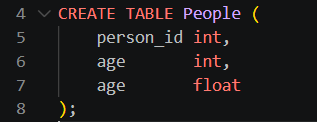 4 CREATE TABLE People (
5 person_id int,
6 age int,
7 age float
8 );